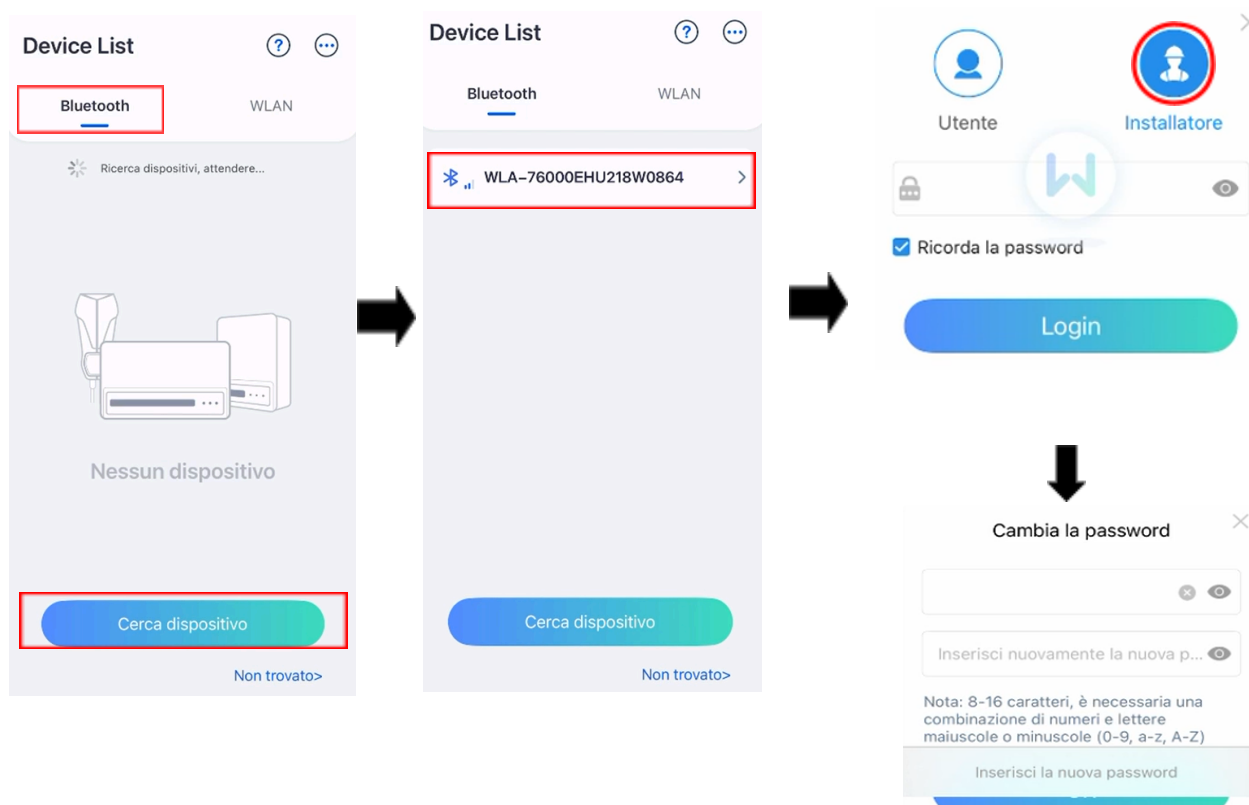 Device List
Bluetooth
WLAN
Ricerca dispositivi, attendere...
Nessun dispositivo
Cerca dispositivo
Non trovato>
Device List
Bluetooth
WLAN
WLA-76000EHU218W0864
Cerca dispositivo
Non trovato>
Utente
Installatore
Ricorda la password
Login
Cambia la password
Inserisci nuovamente la nuova p...
Nota: 8-16 caratteri, è necessaria una
combinazione di numeri e lettere
maiuscole o minuscole (0-9, a-z, A-Z)
Inserisci la nuova password